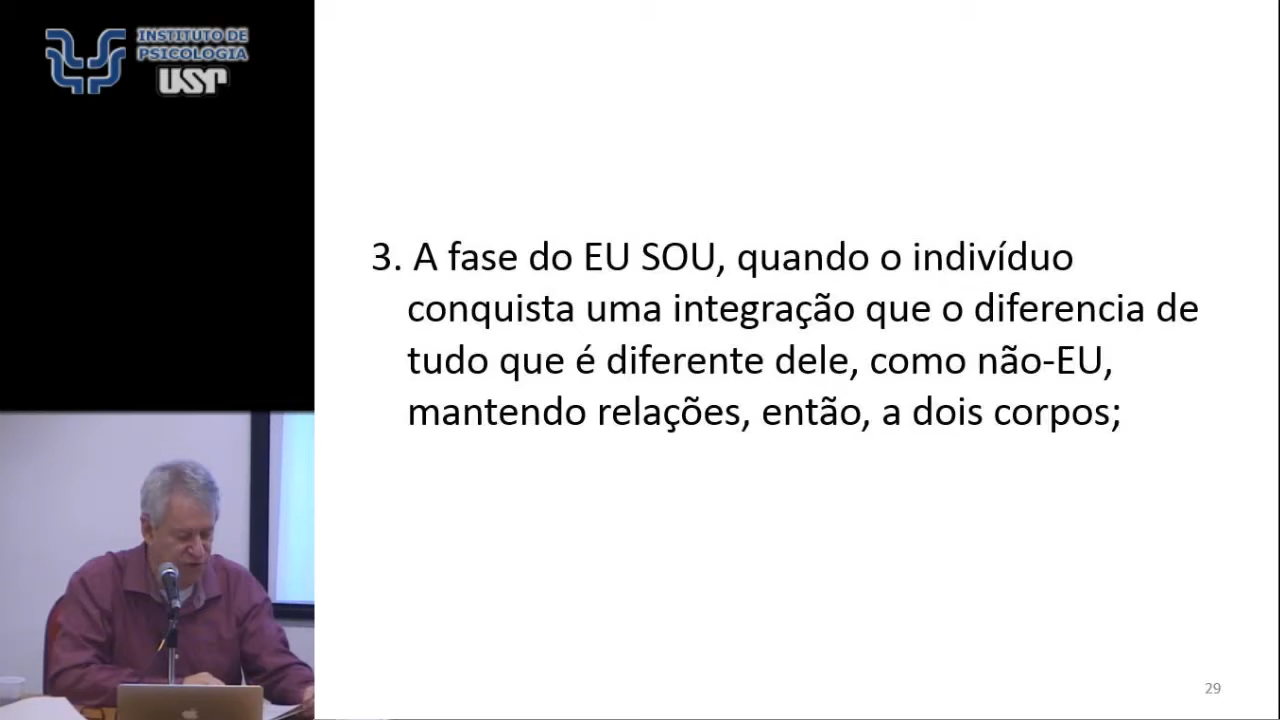 INSTITUTO DE
PSICOLOGIA
USP
3. A fase do EU SOU, quando o indivíduo
conquista uma integração que o diferencia de
tudo que é diferente dele, como não-EU,
mantendo relações, então, a dois corpos;
29